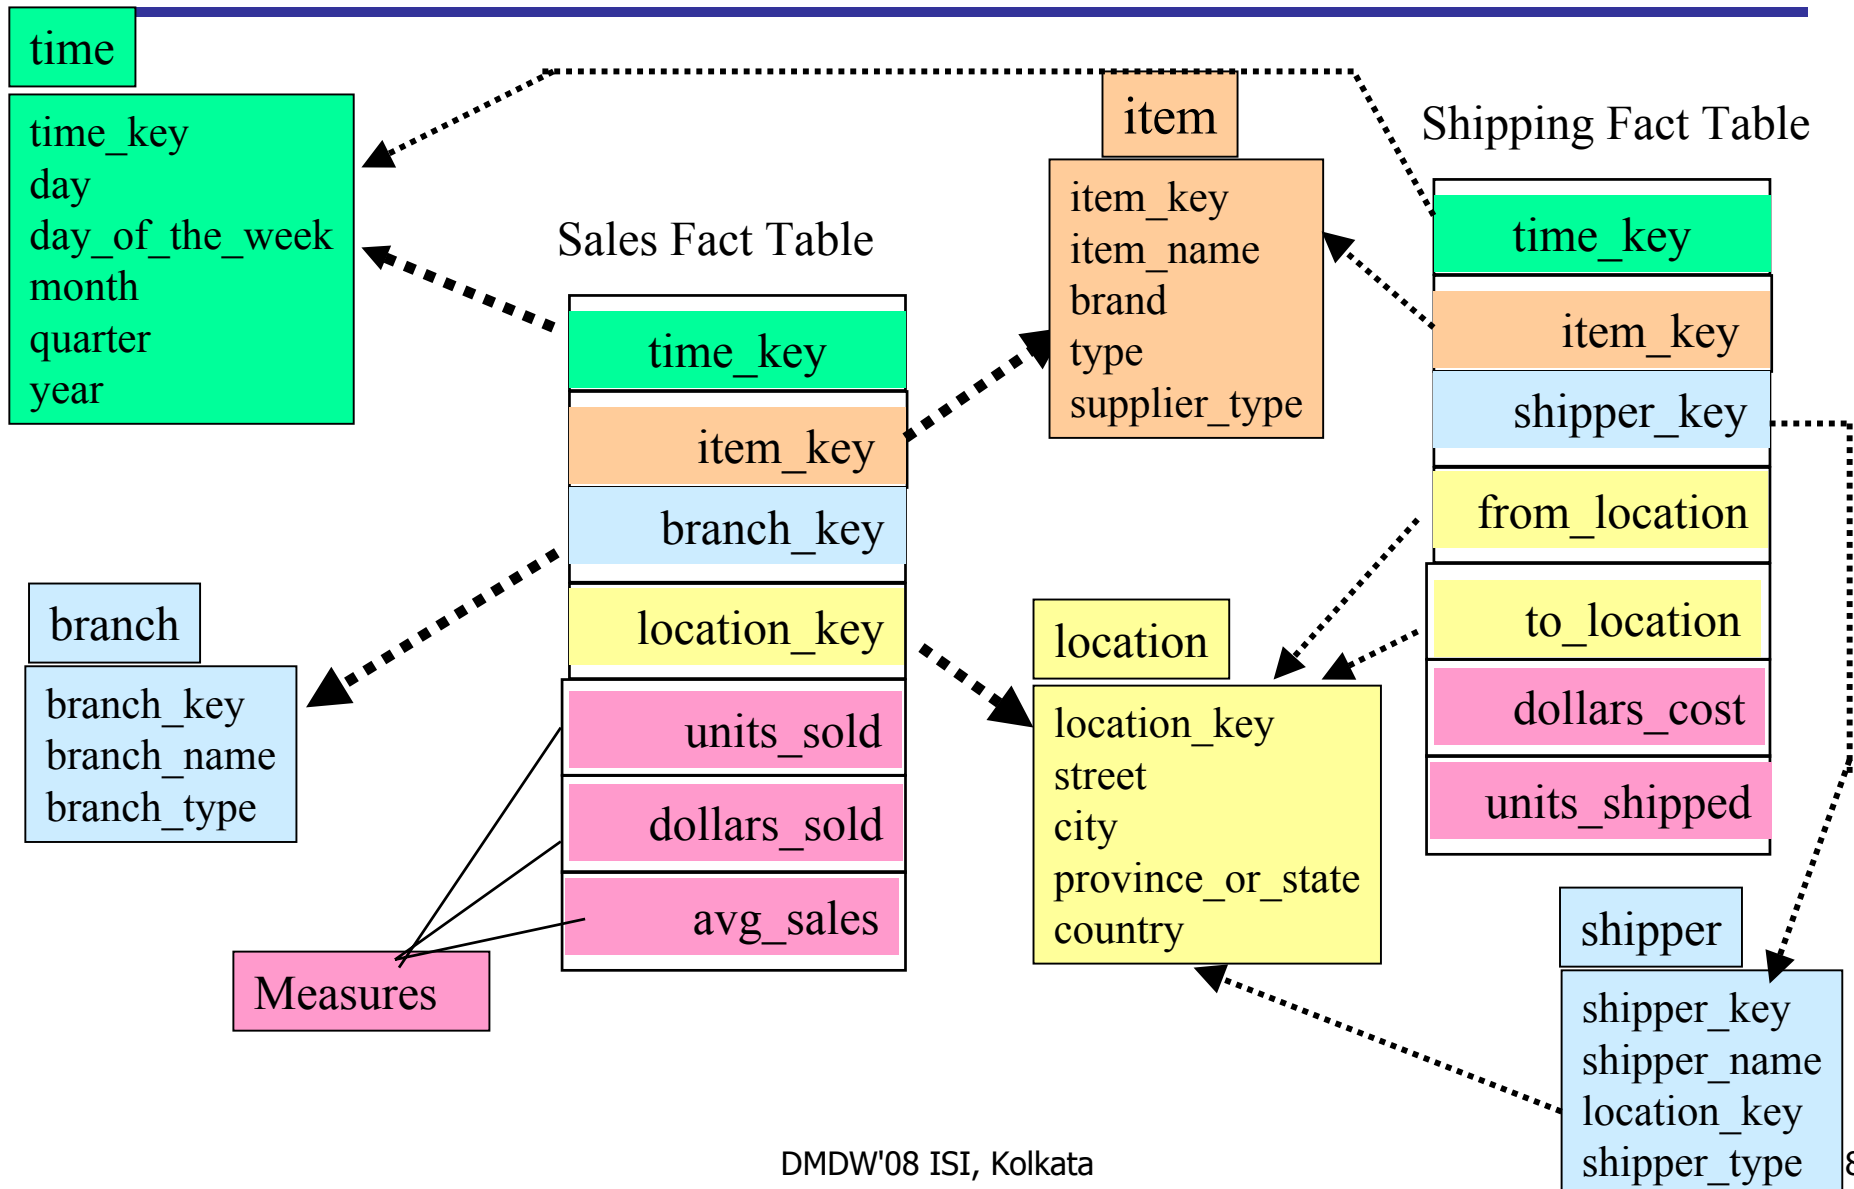 time
time_key
day
day_of_the_week
month
quarter
year
Sales Fact Table
time_key
item_key
branch_key
location_key
units_sold
dollars_sold
avg_sales
Measures
branch
branch_key
branch_name
branch_type
item
item_key
item_name
brand
type
supplier_type
location
location_key
street
city
province_or_state
country
Shipping Fact Table
time_key
item_key
shipper_key
from_location
to_location
dollars_cost
units_shipped
shipper
shipper_key
shipper_name
location_key
shipper_type
DMDW'08 ISI, Kolkata